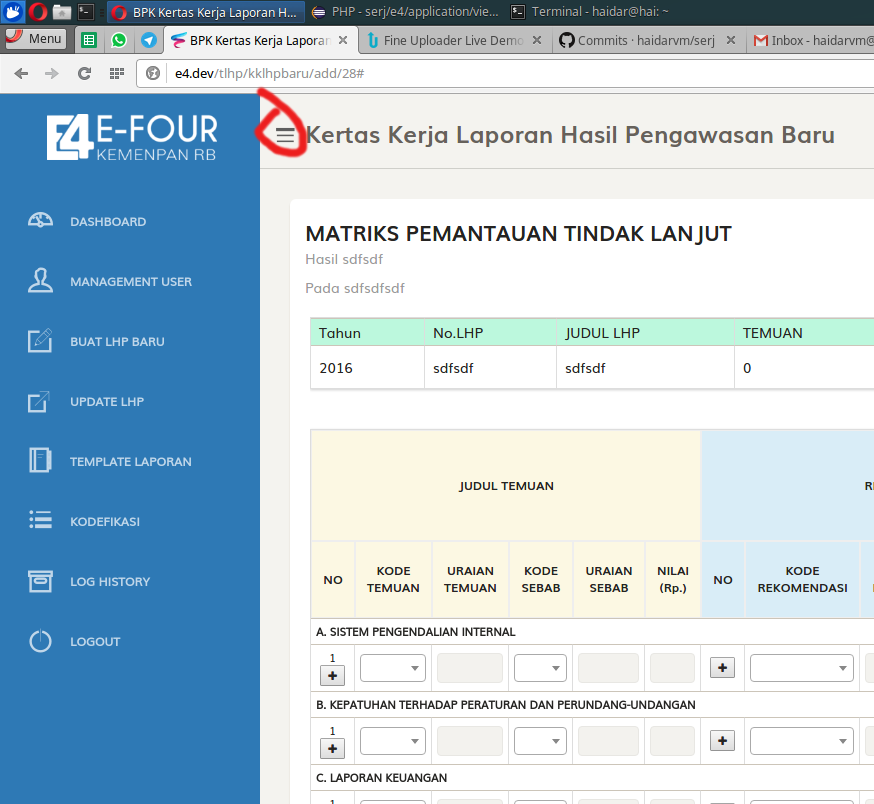 BPK Kertas Kerja Laporan H...
PHP - serj/e4/application/vie...
Terminal - haidar@hai: ~
Menu
BPK Kertas Kerja Laporan
Fine Uploader Live Demo
Commits · haidarvm/serj
Inbox - haidarvm@
e4.dev/tlhp/kklhpbaru/add/28#
E4 E-FOUR
KEMENPAN RB
Kertas Kerja Laporan Hasil Pengawasan Baru
DASHBOARD
MANAGEMENT USER
BUAT LHP BARU
UPDATE LHP
TEMPLATE LAPORAN
KODEFIKASI
LOG HISTORY
LOGOUT
MATRIKS PEMANTAUAN TINDAK LANJUT
Hasil sdfsdf
Pada sdfsdfsdf
Tahun No.LHP JUDUL LHP TEMUAN
2016 sdfsdf sdfsdf 0
JUDUL TEMUAN
NO
KODE
TEMUAN
URAIAN
TEMUAN
KODE
SEBAB
URAIAN
SEBAB
NILAI
(Rp.)
NO
KODE
REKOMENDASI
A. SISTEM PENGENDALIAN INTERNAL
1
B. KEPATUHAN TERHADAP PERATURAN DAN PERUNDANG-UNDANGAN
1
C. LAPORAN KEUANGAN